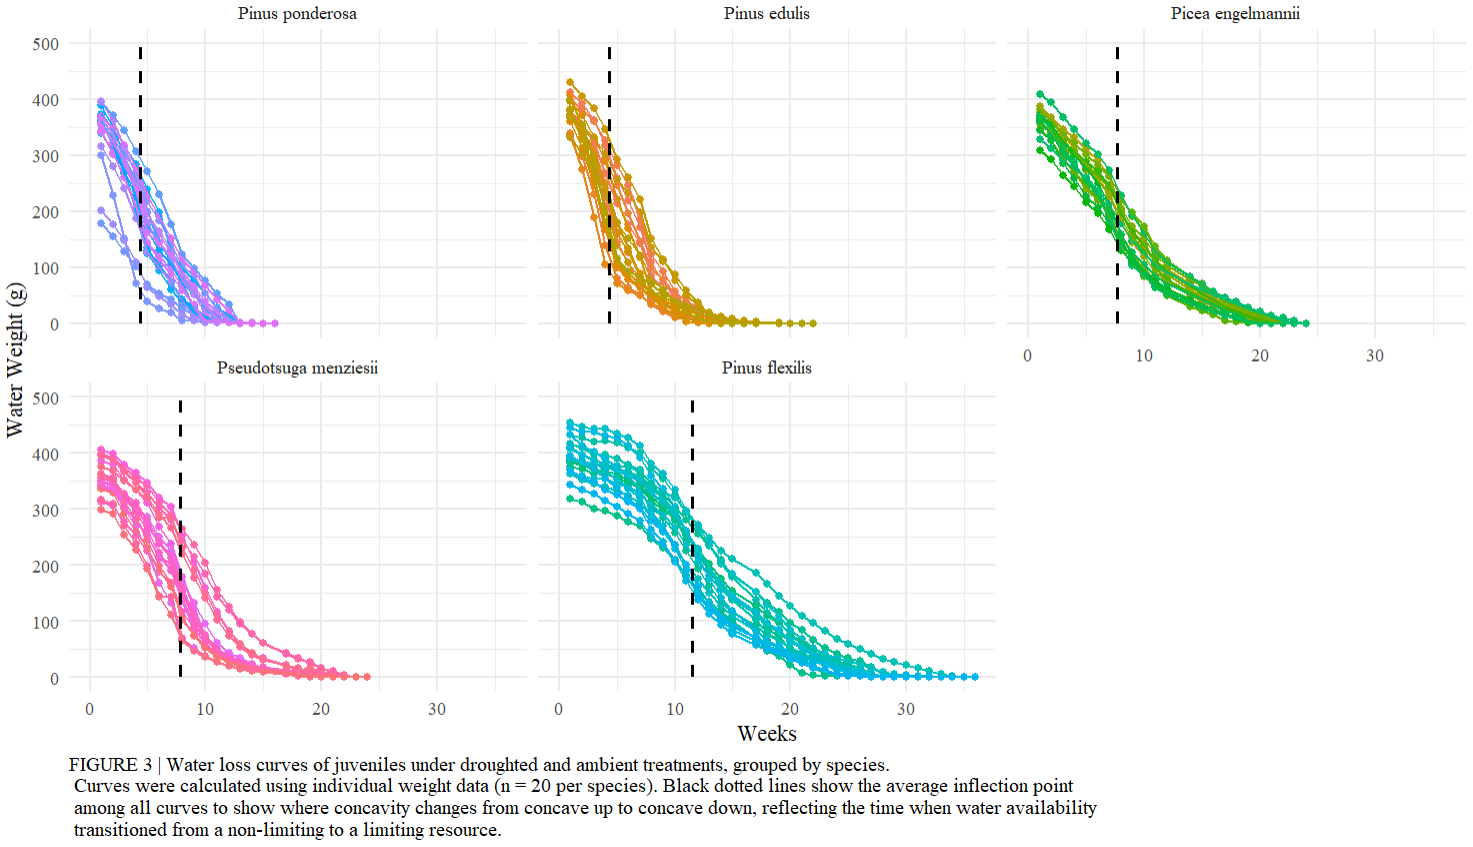 Pinus ponderosa
Pinus edulis
Picea engelmannii
500
400
300
200
100
0
0
10
20
30
Water Weight (g)
Pseudotsuga menziesii
Pinus flexilis
500
400
300
200
100
0
0
10
20
30
0
10
20
30
Weeks
FIGURE 3 | Water loss curves of juveniles under droughted and ambient treatments, grouped by species.
Curves were calculated using individual weight data (n = 20 per species). Black dotted lines show the average inflection point
among all curves to show where concavity changes from concave up to concave down, reflecting the time when water availability
transitioned from a non-limiting to a limiting resource.